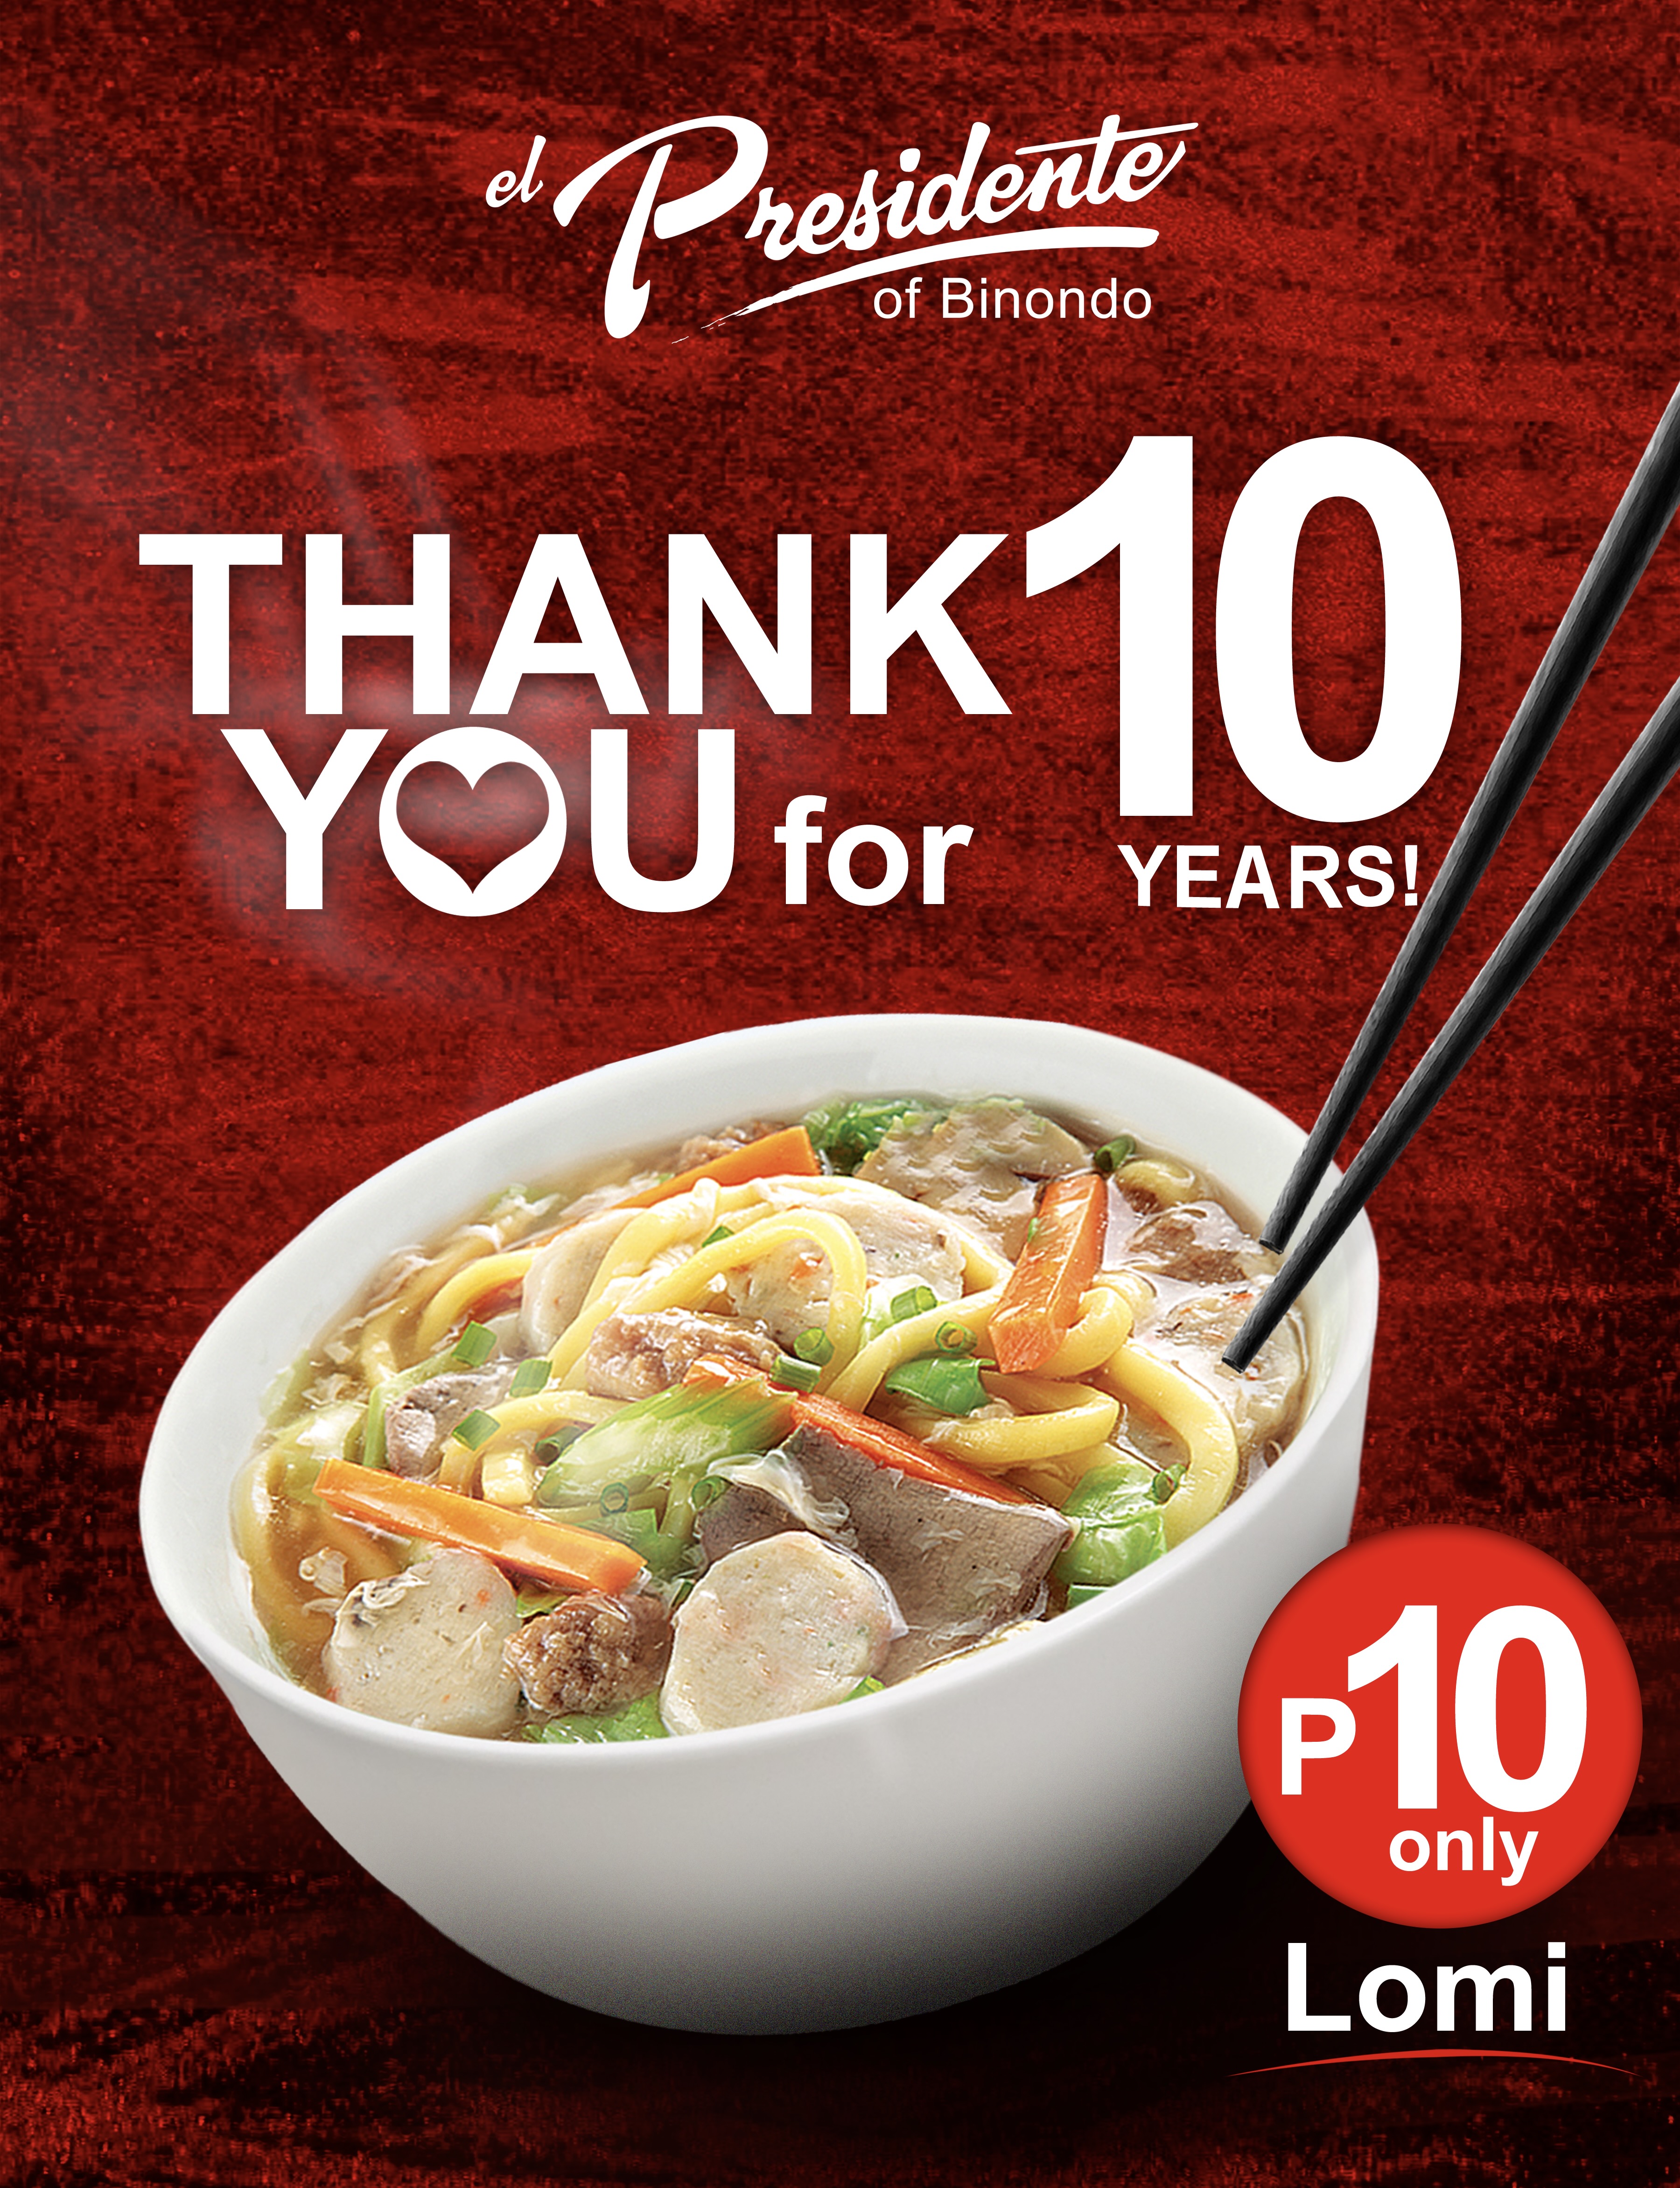 el Presidente
of Binondo
THANK 10
YOU for
YEARS!
P10
only
Lomi